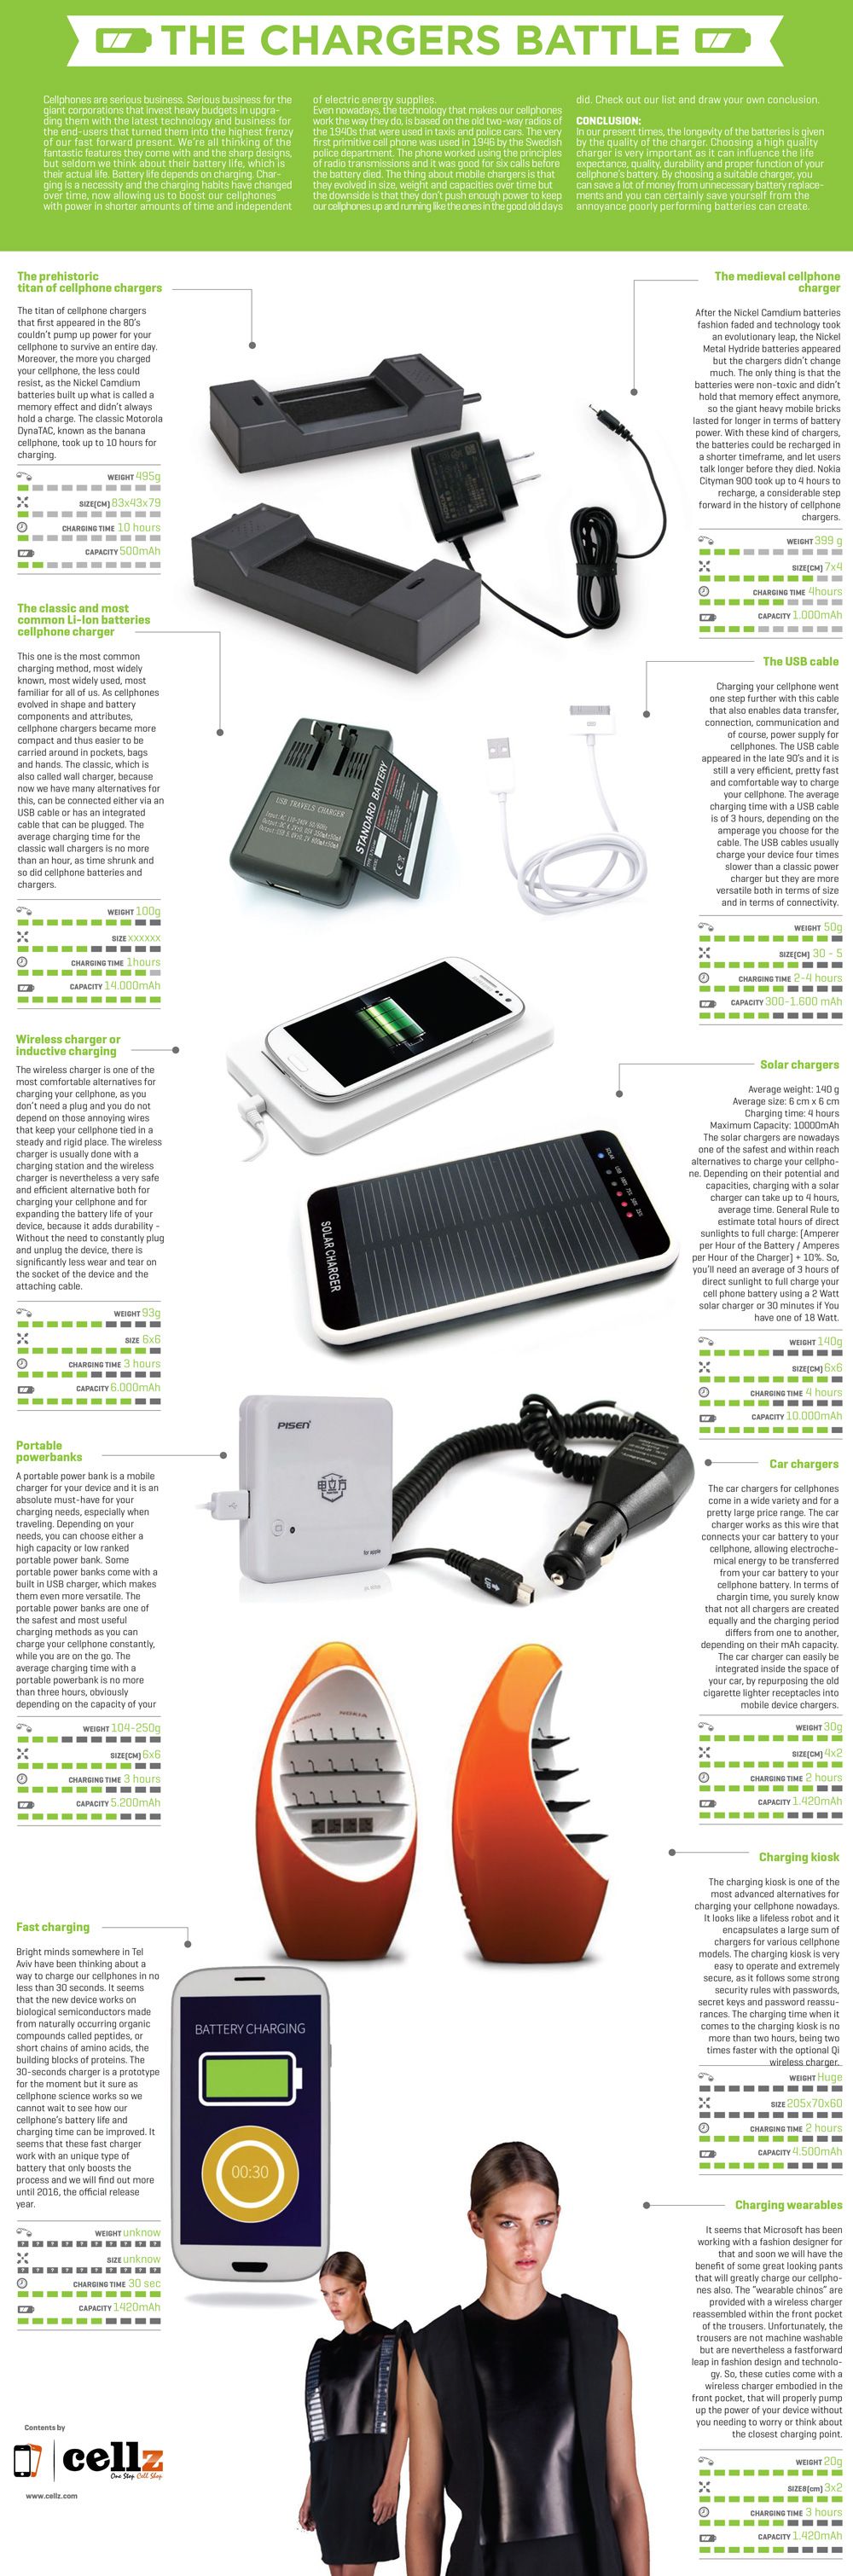 THE CHARGERS BATTLE
Cellphones are serious business. Serious business for the
giant corporations that invest heavy budgets in upgra-
ding them with the latest technology and business for
the end-users that turned them into the highest frenzy
of our fast forward present. We're all thinking of the
fantastic features they come with and the sharp designs,
but seldom we think about their battery life, which is
their actual life. Battery life depends on charging. Char-
ging is a necessity and the charging habits have changed
over time, now allowing us to boost our cellphones
with power in shorter amounts of time and independent
of electric energy supplies.
Even nowadays, the technology that makes our cellphones
work the way they do, is based on the old two-way radios of
the 1940s that were used in taxis and police cars. The very
first primitive cell phone was used in 1946 by the Swedish
police department. The phone worked using the principles
of radio transmissions and it was good for six calls before
the battery died. The thing about mobile chargers is that
they evolved in size, weight and capacities over time but
the downside is that they don't push enough power to keep
our cellphones up and running like the ones in the good old days
did. Check out our list and draw your own conclusion.
CONCLUSION:
In our present times, the longevity of the batteries is given
by the quality of the charger. Choosing a high quality
charger is very important as it can influence the life
expectance, quality, durability and proper function of your
cellphone's battery. By choosing a suitable charger, you
can save a lot of money from unnecessary battery replace-
ments and you can certainly save yourself from the
annoyance poorly performing batteries can create.
The prehistoric
titan of cellphone chargers
The titan of cellphone chargers
that first appeared in the 80's
couldn't pump up power for your
cellphone to survive an entire day.
Moreover, the more you charged
your cellphone, the less could
resist, as the Nickel Camdium
batteries built up what is called a
memory effect and didn't always
hold a charge. The classic Motorola
DynaTAC, known as the banana
cellphone, took up to 10 hours for
charging.
WEIGHT 495g
SIZE(CM) 83x43x79
CHARGING TIME 10 hours
CAPACITY 500mAh
The medieval cellphone
charger
After the Nickel Camdium batteries
fashion faded and technology took
an evolutionary leap, the Nickel
Metal Hydride batteries appeared
but the chargers didn't change
much. The only thing is that the
batteries were non-toxic and didn't
hold that memory effect anymore,
so the giant heavy mobile bricks
lasted for longer in terms of battery
power. With these kind of chargers,
the batteries could be recharged in
a shorter timeframe, and let users
talk longer before they died. Nokia
Cityman 900 took up to 4 hours to
recharge, a considerable step
forward in the history of cellphone
chargers.
WEIGHT 399 g
SIZE(CM) 7x4
CHARGING TIME 4hours
CAPACITY 1.000mAh
The classic and most
common Li-Ion batteries
cellphone charger
This one is the most common
charging method, most widely
known, most widely used, most
familiar for all of us. As cellphones
evolved in shape and battery
components and attributes,
cellphone chargers became more
compact and thus easier to be
carried around in pockets, bags
and hands. The classic, which is
also called wall charger, because
now we have many alternatives for
this, can be connected either via an
USB cable or has an integrated
cable that can be plugged. The
average charging time for the
classic wall chargers is no more
than an hour, as time shrunk and
so did cellphone batteries and
chargers.
WEIGHT 100g
SIZE xxxxxx
CHARGING TIME 1hours
CAPACITY 14.000mAh
USB TRAVELS CHARGER
STANDARD BATTERY
The USB cable
Charging your cellphone went
one step further with this cable
that also enables data transfer,
connection, communication and
of course, power supply for
cellphones. The USB cable
appeared in the late 90's and it is
still a very efficient, pretty fast
and comfortable way to charge
your cellphone. The average
charging time with a USB cable
is of 3 hours, depending on the
amperage you choose for the
cable. The USB cables usually
charge your device four times
slower than a classic power
charger but they are more
versatile both in terms of size
and in terms of connectivity.
WEIGHT 50g
SIZE(CM) 30 - 5
CHARGING TIME 2-4 hours
CAPACITY 300-1.600 mAh
Wireless charger or
inductive charging
The wireless charger is one of the
most comfortable alternatives for
charging your cellphone, as you
don't need a plug and you do not
depend on those annoying wires
that keep your cellphone tied in a
steady and rigid place. The wireless
charger is usually done with a
charging station and the wireless
charger is nevertheless a very safe
and efficient alternative both for
charging your cellphone and for
expanding the battery life of your
device, because it adds durability -
Without the need to constantly plug
and unplug the device, there is
significantly less wear and tear on
the socket of the device and the
attaching cable.
WEIGHT 93g
SIZE 6x6
CHARGING TIME 3 hours
CAPACITY 6.000mAh
SOLAR CHARGER
Solar chargers
Average weight: 140 g
Average size: 6 cm x 6 cm
Charging time: 4 hours
Maximum Capacity: 10000mAh
The solar chargers are nowadays
one of the safest and within reach
alternatives to charge your cellpho-
ne. Depending on their potential and
capacities, charging with a solar
charger can take up to 4 hours,
average time. General Rule to
estimate total hours of direct
sunlights to full charge: (Amperer
per Hour of the Battery / Amperes
per Hour of the Charger) + 10%. So,
you'll need an average of 3 hours of
direct sunlight to full charge your
cell phone battery using a 2 Watt
solar charger or 30 minutes if You
have one of 18 Watt.
WEIGHT 140g
SIZE(CM) 6x6
CHARGING TIME 4 hours
CAPACITY 10.000mAh
Portable
powerbanks
A portable power bank is a mobile
charger for your device and it is an
absolute must-have for your
charging needs, especially when
traveling. Depending on your
needs, you can choose either a
high capacity or low ranked
portable power bank. Some
portable power banks come with a
built in USB charger, which makes
them even more versatile. The
portable power banks are one of
the safest and most useful
charging methods as you can
charge your cellphone constantly,
while you are on the go. The
average charging time with a
portable powerbank is no more
than three hours, obviously
depending on the capacity of your
WEIGHT 104-250g
SIZE(CM) 6x6
CHARGING TIME 3 hours
CAPACITY 5.200mAh
PISEN
电立方
for apple
Car chargers
The car chargers for cellphones
come in a wide variety and for a
pretty large price range. The car
charger works as this wire that
connects your car battery to your
cellphone, allowing electroche-
mical energy to be transferred
from your car battery to your
cellphone battery. In terms of
chargin time, you surely know
that not all chargers are created
equally and the charging period
differs from one to another,
depending on their mAh capacity.
The car charger can easily be
integrated inside the space of
your car, by repurposing the old
cigarette lighter receptacles into
mobile device chargers.
WEIGHT 30g
SIZE(CM) 4x2
CHARGING TIME 2 hours
CAPACITY 1.420mAh
NOKIA
Charging kiosk
The charging kiosk is one of the
most advanced alternatives for
charging your cellphone nowadays.
It looks like a lifeless robot and it
encapsulates a large sum of
chargers for various cellphone
models. The charging kiosk is very
easy to operate and extremely
secure, as it follows some strong
security rules with passwords,
secret keys and password reassu-
rances. The charging time when it
comes to the charging kiosk is no
more than two hours, being two
times faster with the optional Qi
wireless charger.
WEIGHT Huge
SIZE 205x70x60
CHARGING TIME 2 hours
CAPACITY 4.500mAh
Fast charging
Bright minds somewhere in Tel
Aviv have been thinking about a
way to charge our cellphones in no
less than 30 seconds. It seems
that the new device works on
biological semiconductors made
from naturally occurring organic
compounds called peptides, or
short chains of amino acids, the
building blocks of proteins. The
30-seconds charger is a prototype
for the moment but it sure as
cellphone science works so we
cannot wait to see how our
cellphone's battery life and
charging time can be improved. It
seems that these fast charger
work with an unique type of
battery that only boosts the
process and we will find out more
until 2016, the official release
year.
WEIGHT unknow
SIZE unknow
CHARGING TIME 30 sec
CAPACITY 1420mAh
BATTERY CHARGING
00:30
Charging wearables
It seems that Microsoft has been
working with a fashion designer for
that and soon we will have the
benefit of some great looking pants
that will greatly charge our cellpho-
nes also. The "wearable chinos" are
provided with a wireless charger
reassembled within the front pocket
of the trousers. Unfortunately, the
trousers are not machine washable
but are nevertheless a fastforward
leap in fashion design and technolo-
gy. So, these cuties come with a
wireless charger embodied in the
front pocket, that will properly pump
up the power of your device without
you needing to worry or think about
the closest charging point.
WEIGHT 20g
SIZE8(cm) 3x2
CHARGING TIME 3 hours
CAPACITY 1.420mAh
Contents by
cellz
One Stop Cell Shop
www.cellz.com